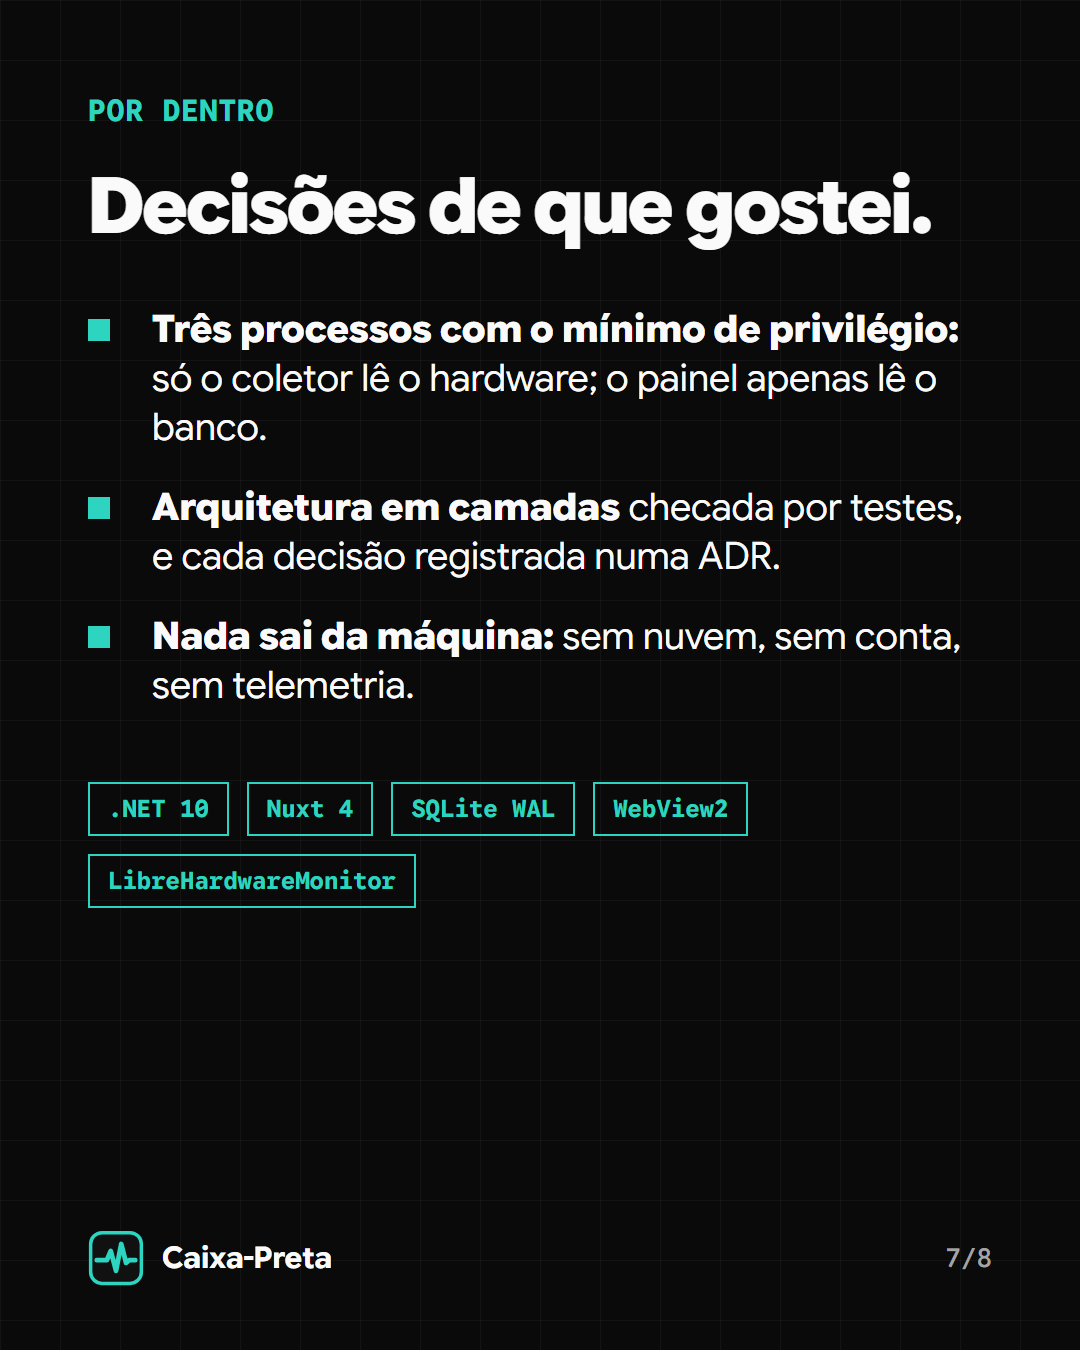 POR DENTRO
Decisões de que gostei.
Três processos com o mínimo de privilégio:
só o coletor lê o hardware; o painel apenas lê o
banco.
Arquitetura em camadas checada por testes,
e cada decisão registrada numa ADR.
Nada sai da máquina: sem nuvem, sem conta,
sem telemetria.
.NET 10 Nuxt 4 SQLite WAL WebView2
LibreHardwareMonitor
Caixa-Preta 7/8